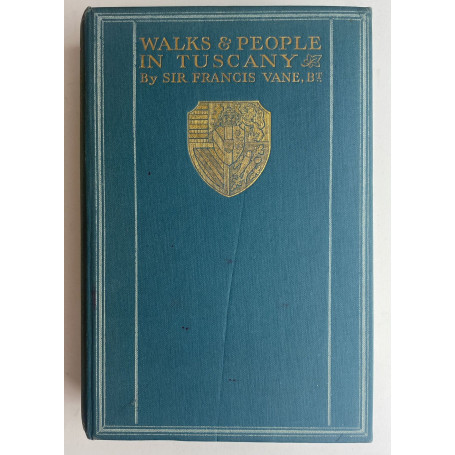 WALKS & PEOPLE
IN TUSCANY
By SIR FRANCIS VANE, BT.